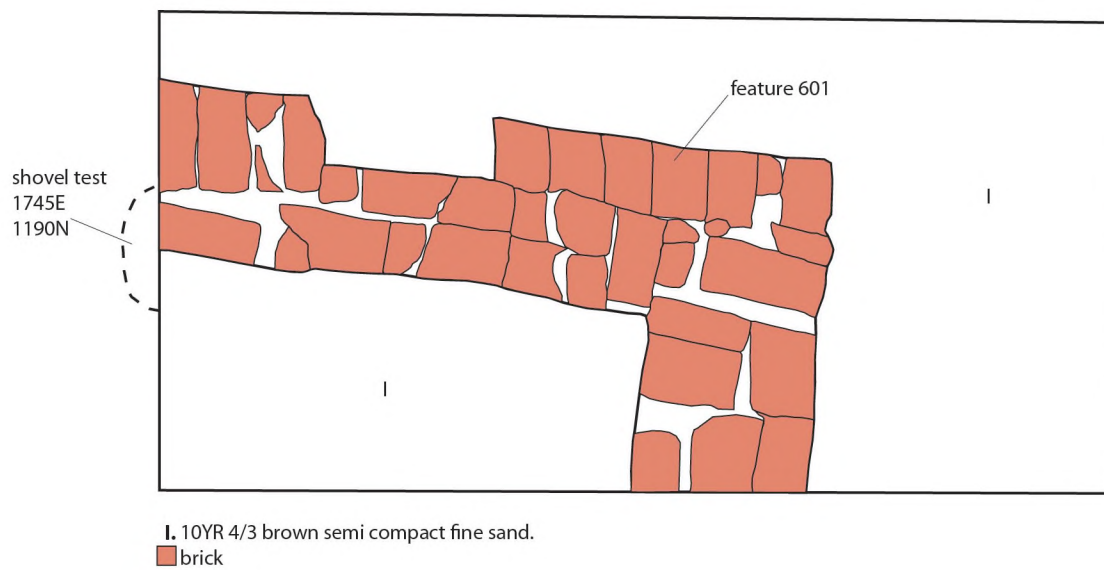 feature 601
shovel test
1745E
1190N
I
I
I. 10YR 4/3 brown semi compact fine sand.
brick